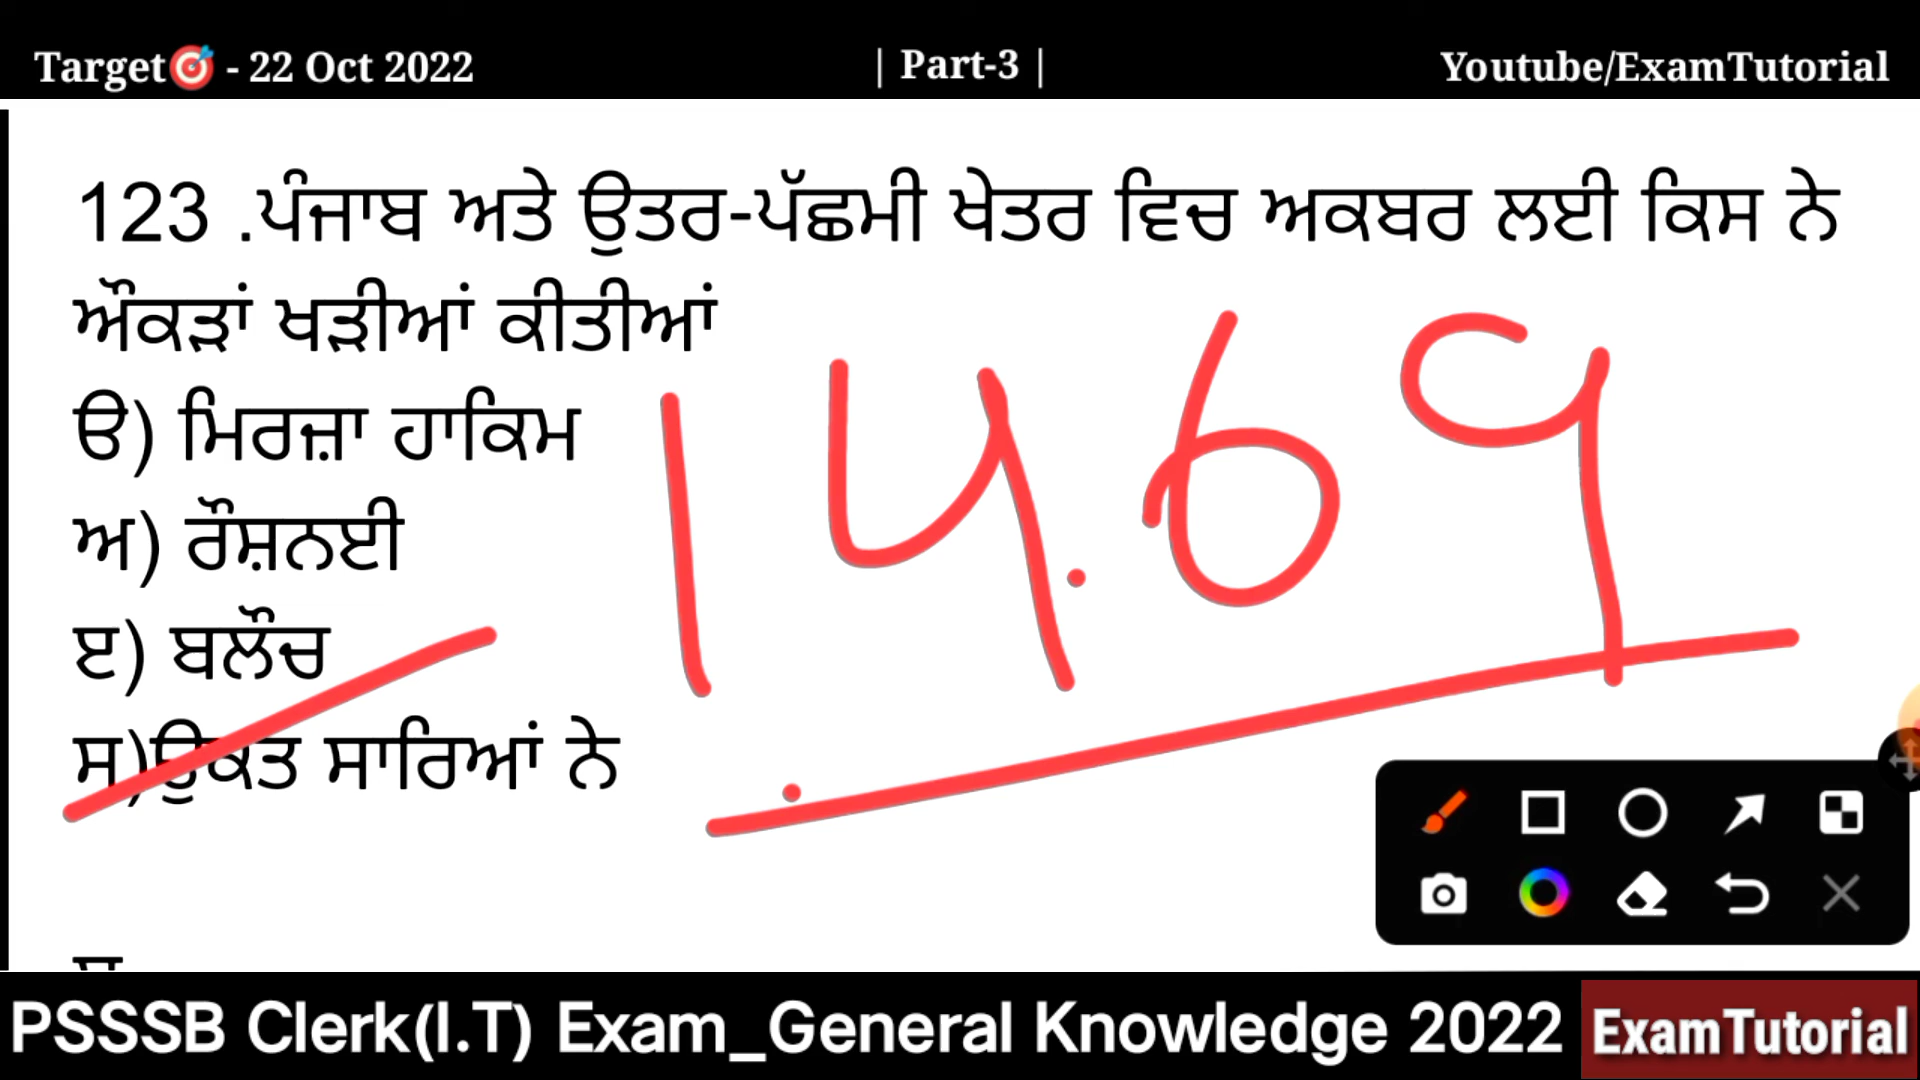 Target🎯 - 22 Oct 2022
| Part-3 |
Youtube/ExamTutorial
123 .ਪੰਜਾਬ ਅਤੇ ਉਤਰ-ਪੱਛਮੀ ਖੇਤਰ ਵਿਚ ਅਕਬਰ ਲਈ ਕਿਸ ਨੇ
ਔਕੜਾਂ ਖੜੀਆਂ ਕੀਤੀਆਂ
ੳ) ਮਿਰਜ਼ਾ ਹਾਕਿਮ
ਅ) ਰੌਸ਼ਨਈ
ੲ) ਬਲੌਚ
ਸ)ਉਕਤ ਸਾਰਿਆਂ ਨੇ
1469
PSSSB Clerk(I.T) Exam_General Knowledge 2022
ExamTutorial